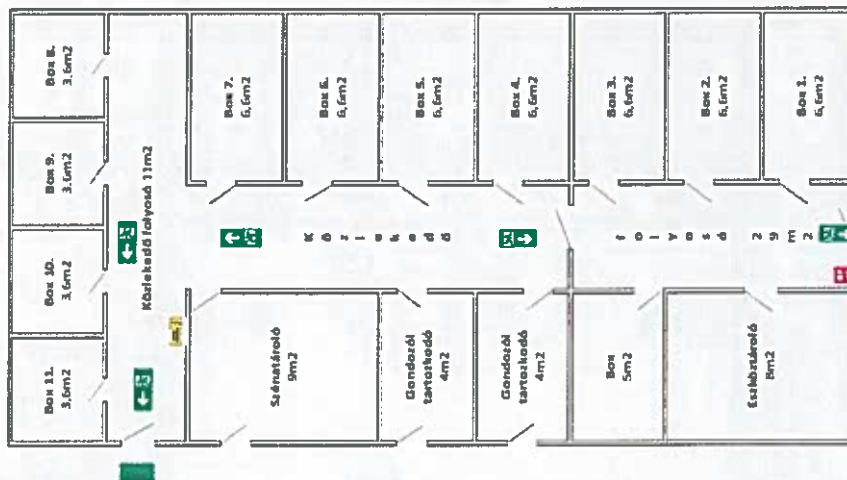 Box 8.
3,6m2
Box 9.
3,6m2
Box 10.
3,6m2
Box 11.
3,6m2
Közlekedő folyosó 11m2
Box 7.
6,6m2
Box 6.
6,6m2
Box 5.
6,6m2
Box 4.
6,6m2
Box 3.
6,6m2
Box 2.
6,6m2
Box 1.
6,6m2
Közlekedő
folyosó 29m2
Szénatároló
9m2
Gondozói
tartozkodó
4m2
Gondozói
tartozkodó
4m2
Box
5m2
Eszköztároló
8m2